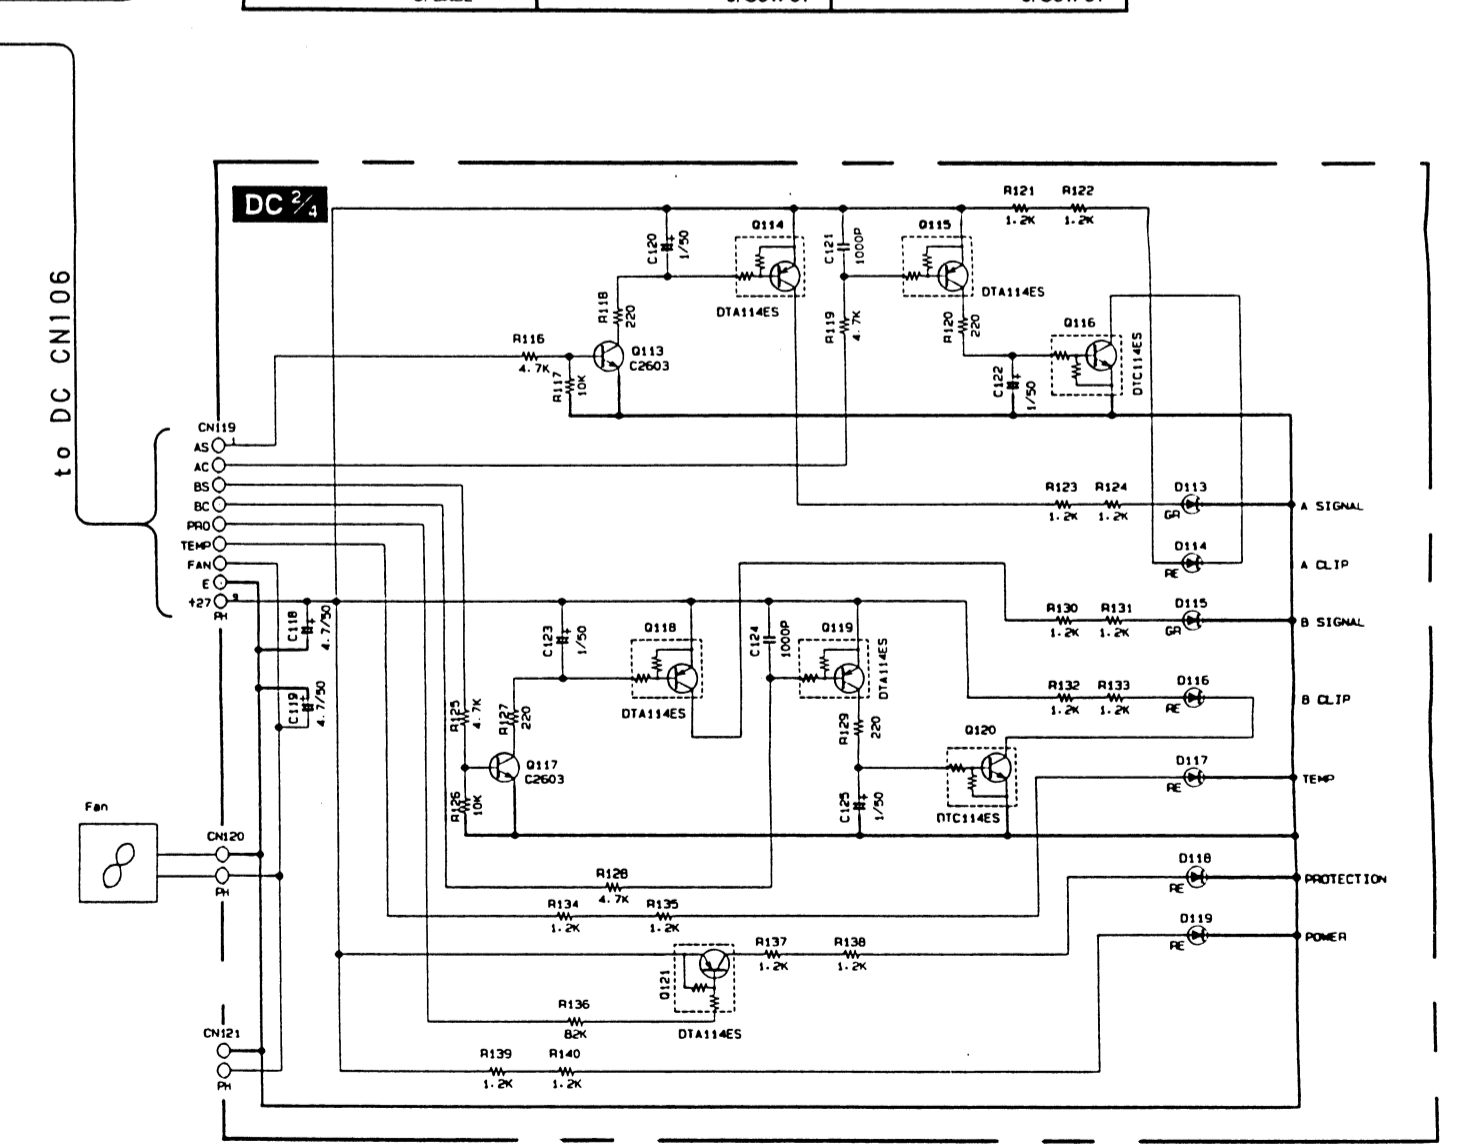 DC 2/4
to DC CN106
R121 R122
1.2K 1.2K
Q114
Q115
C120
1/50
C121
1000P
DTA114ES
DTA114ES
R118
220
R119
4.7K
R120
220
Q116
DTC114ES
R116
4.7K
R117
10K
Q113
C2603
C122
1/50
CN119
1
AS
AC
BS
BC
PRO
TEMP
FAN
E
+27
9
PH
R123 R124
1.2K 1.2K
D113
GR
A SIGNAL
D114
RE
A CLIP
R130 R131
1.2K 1.2K
D115
GR
B SIGNAL
C118
4.7/50
C119
4.7/50
C123
1/50
Q118
DTA114ES
C124
1000P
Q119
DTA114ES
R132 R133
1.2K 1.2K
D116
RE
B CLIP
R125
4.7K
R127
220
R129
220
Q120
DTC114ES
Q117
C2603
R126
10K
C125
1/50
D117
RE
TEMP
Fan
CN120
PH
R128
4.7K
D118
RE
PROTECTION
R134 R135
1.2K 1.2K
D119
RE
POWER
Q121
DTA114ES
R137 R138
1.2K 1.2K
R136
82K
CN121
PH
R139 R140
1.2K 1.2K